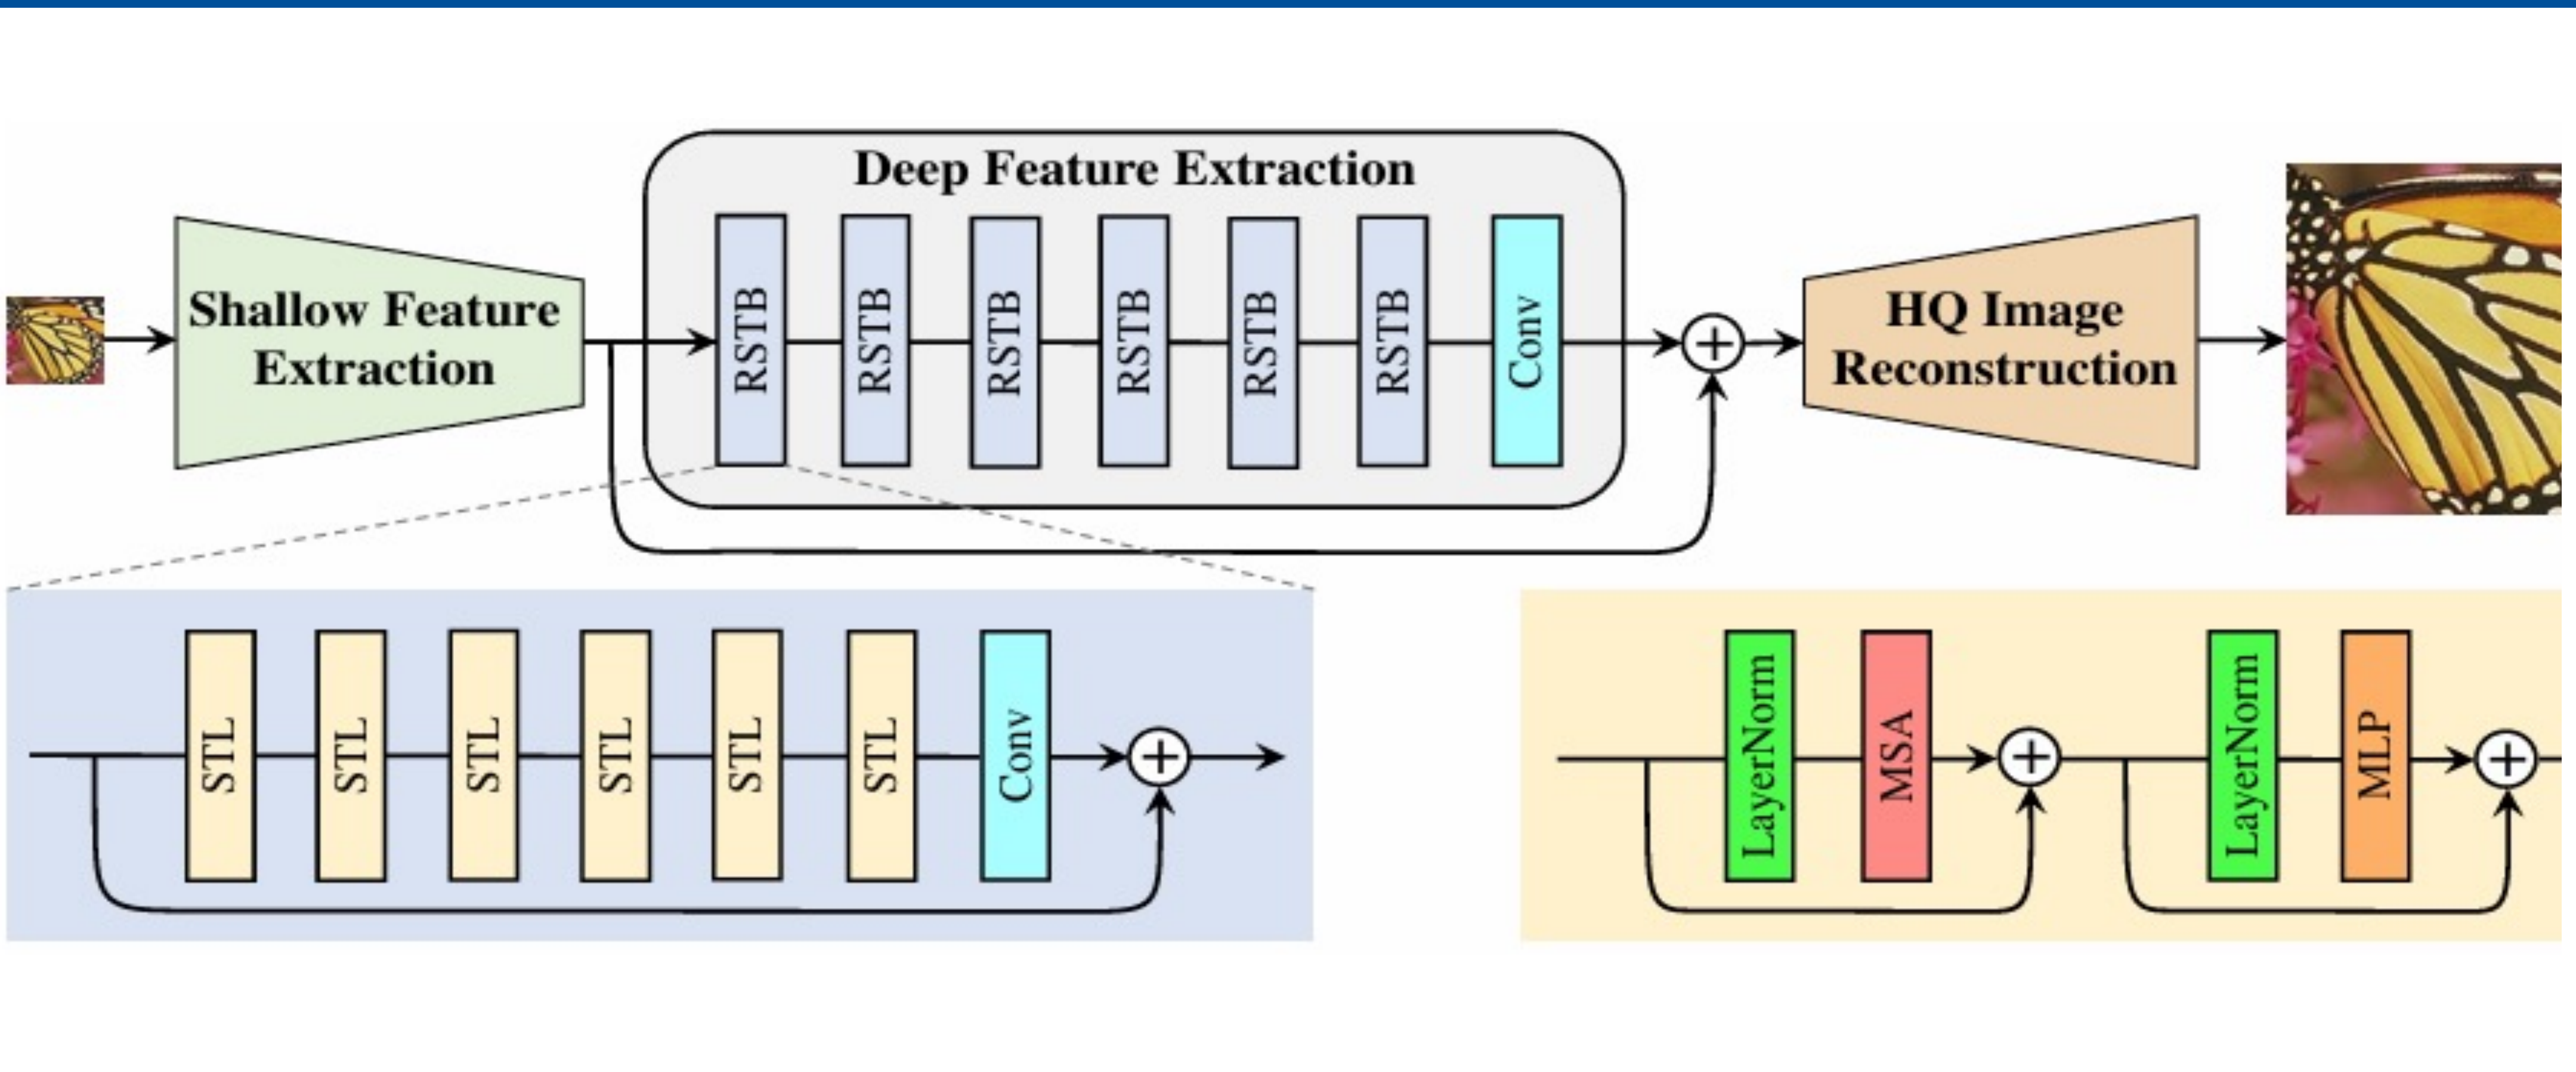 Deep Feature Extraction
Shallow Feature
Extraction
RSTB
RSTB
RSTB
RSTB
RSTB
RSTB
Conv
HQ Image
Reconstruction
STL
STL
STL
STL
STL
STL
Conv
LayerNorm
MSA
LayerNorm
MLP